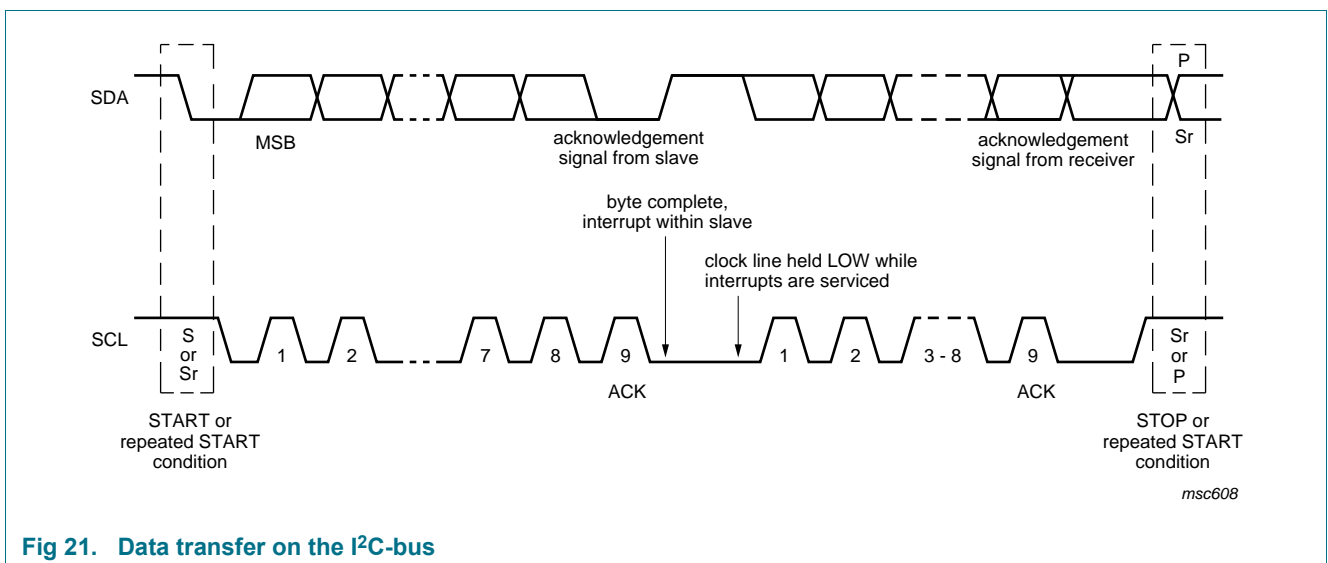 P
SDA
MSB
acknowledgement
signal from slave
acknowledgement
signal from receiver
Sr
byte complete,
interrupt within slave
clock line held LOW while
interrupts are serviced
SCL
S
or
Sr
1
2
7
8
9
1
2
3 - 8
9
Sr
or
P
ACK
ACK
START or
repeated START
condition
STOP or
repeated START
condition
msc608
Fig 21. Data transfer on the I²C-bus